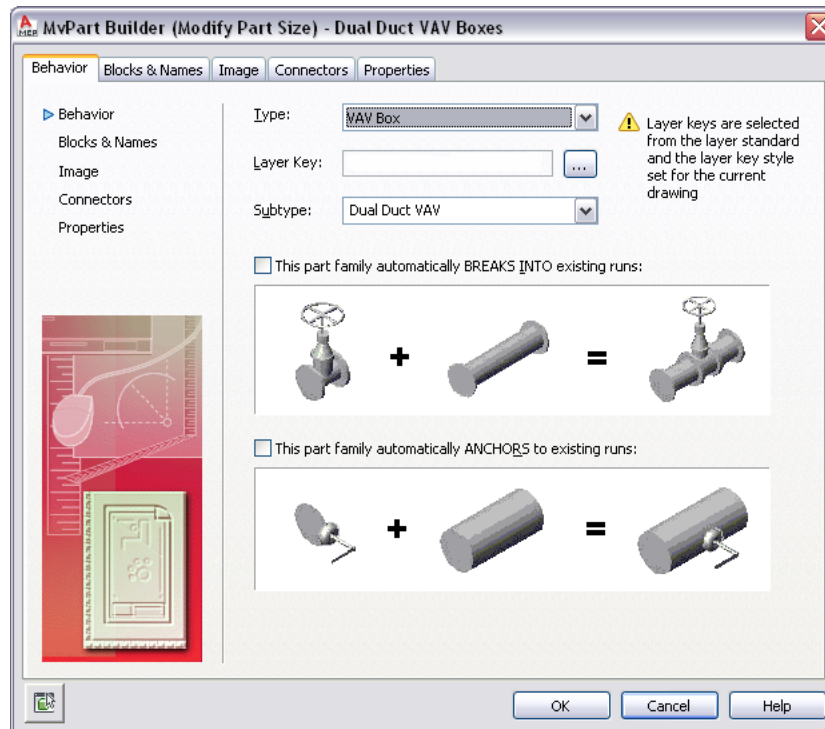 MvPart Builder (Modify Part Size) - Dual Duct VAV Boxes
Behavior
Blocks & Names
Image
Connectors
Properties
Behavior
Blocks & Names
Image
Connectors
Properties
Type:
VAV Box
Layer Key:
...
Subtype:
Dual Duct VAV
Layer keys are selected
from the layer standard
and the layer key style
set for the current
drawing
This part family automatically BREAKS INTO existing runs:
+
=
This part family automatically ANCHORS to existing runs:
+
=
OK
Cancel
Help